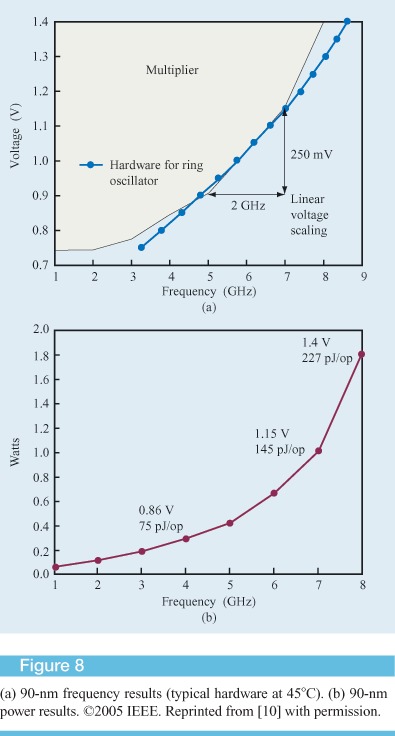 1.4
1.3
1.2
1.1
1.0
0.9
0.8
0.7
Voltage (V)
Multiplier
Hardware for ring
oscillator
250 mV
2 GHz
Linear
voltage
scaling
1 2 3 4 5 6 7 8 9
Frequency (GHz)
(a)
2.0
1.8
1.6
1.4
1.2
1.0
0.8
0.6
0.4
0.2
0.0
Watts
1.4 V
227 pJ/op
1.15 V
145 pJ/op
0.86 V
75 pJ/op
1 2 3 4 5 6 7 8
Frequency (GHz)
(b)
Figure 8
(a) 90-nm frequency results (typical hardware at 45°C). (b) 90-nm
power results. ©2005 IEEE. Reprinted from [10] with permission.